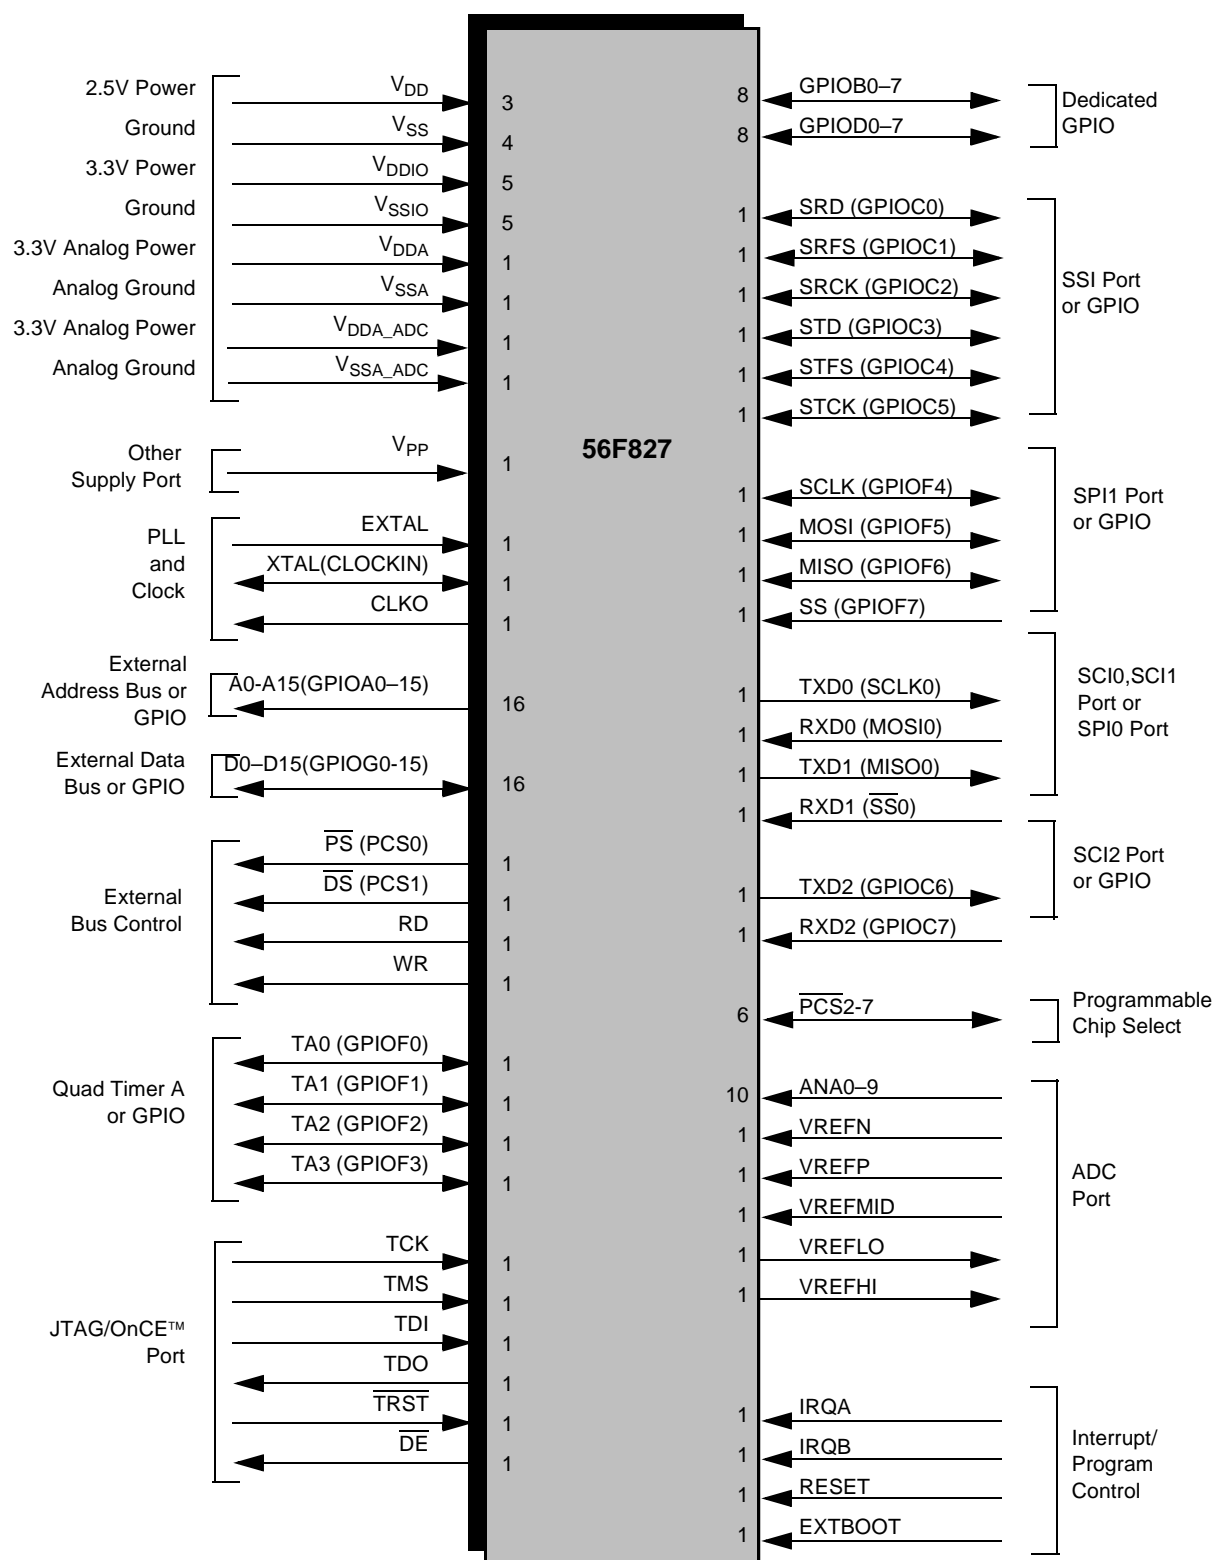 2.5V Power
VDD
3
Ground
VSS
4
3.3V Power
VDDIO
5
Ground
VSSIO
5
3.3V Analog Power
VDDA
1
Analog Ground
VSSA
1
3.3V Analog Power
VDDA_ADC
1
Analog Ground
VSSA_ADC
1
Other
Supply Port
VPP
1
PLL
and
Clock
EXTAL
1
XTAL(CLOCKIN)
1
CLKO
1
External
Address Bus or
GPIO
A0-A15(GPIOA0–15)
16
External Data
Bus or GPIO
D0–D15(GPIOG0-15)
16
External
Bus Control
PS (PCS0)
1
DS (PCS1)
1
RD
1
WR
1
Quad Timer A
or GPIO
TA0 (GPIOF0)
1
TA1 (GPIOF1)
1
TA2 (GPIOF2)
1
TA3 (GPIOF3)
1
JTAG/OnCE™
Port
TCK
1
TMS
1
TDI
1
TDO
1
TRST
1
DE
1
56F827
8
GPIOB0–7
8
GPIOD0–7
Dedicated
GPIO
1
SRD (GPIOC0)
1
SRFS (GPIOC1)
1
SRCK (GPIOC2)
1
STD (GPIOC3)
1
STFS (GPIOC4)
1
STCK (GPIOC5)
SSI Port
or GPIO
1
SCLK (GPIOF4)
1
MOSI (GPIOF5)
1
MISO (GPIOF6)
1
SS (GPIOF7)
SPI1 Port
or GPIO
1
TXD0 (SCLK0)
1
RXD0 (MOSI0)
1
TXD1 (MISO0)
1
RXD1 (SS0)
SCI0,SCI1
Port or
SPI0 Port
1
TXD2 (GPIOC6)
1
RXD2 (GPIOC7)
SCI2 Port
or GPIO
6
PCS2-7
Programmable
Chip Select
10
ANA0–9
1
VREFN
1
VREFP
1
VREFMID
1
VREFLO
1
VREFHI
ADC
Port
1
IRQA
1
IRQB
1
RESET
1
EXTBOOT
Interrupt/
Program
Control